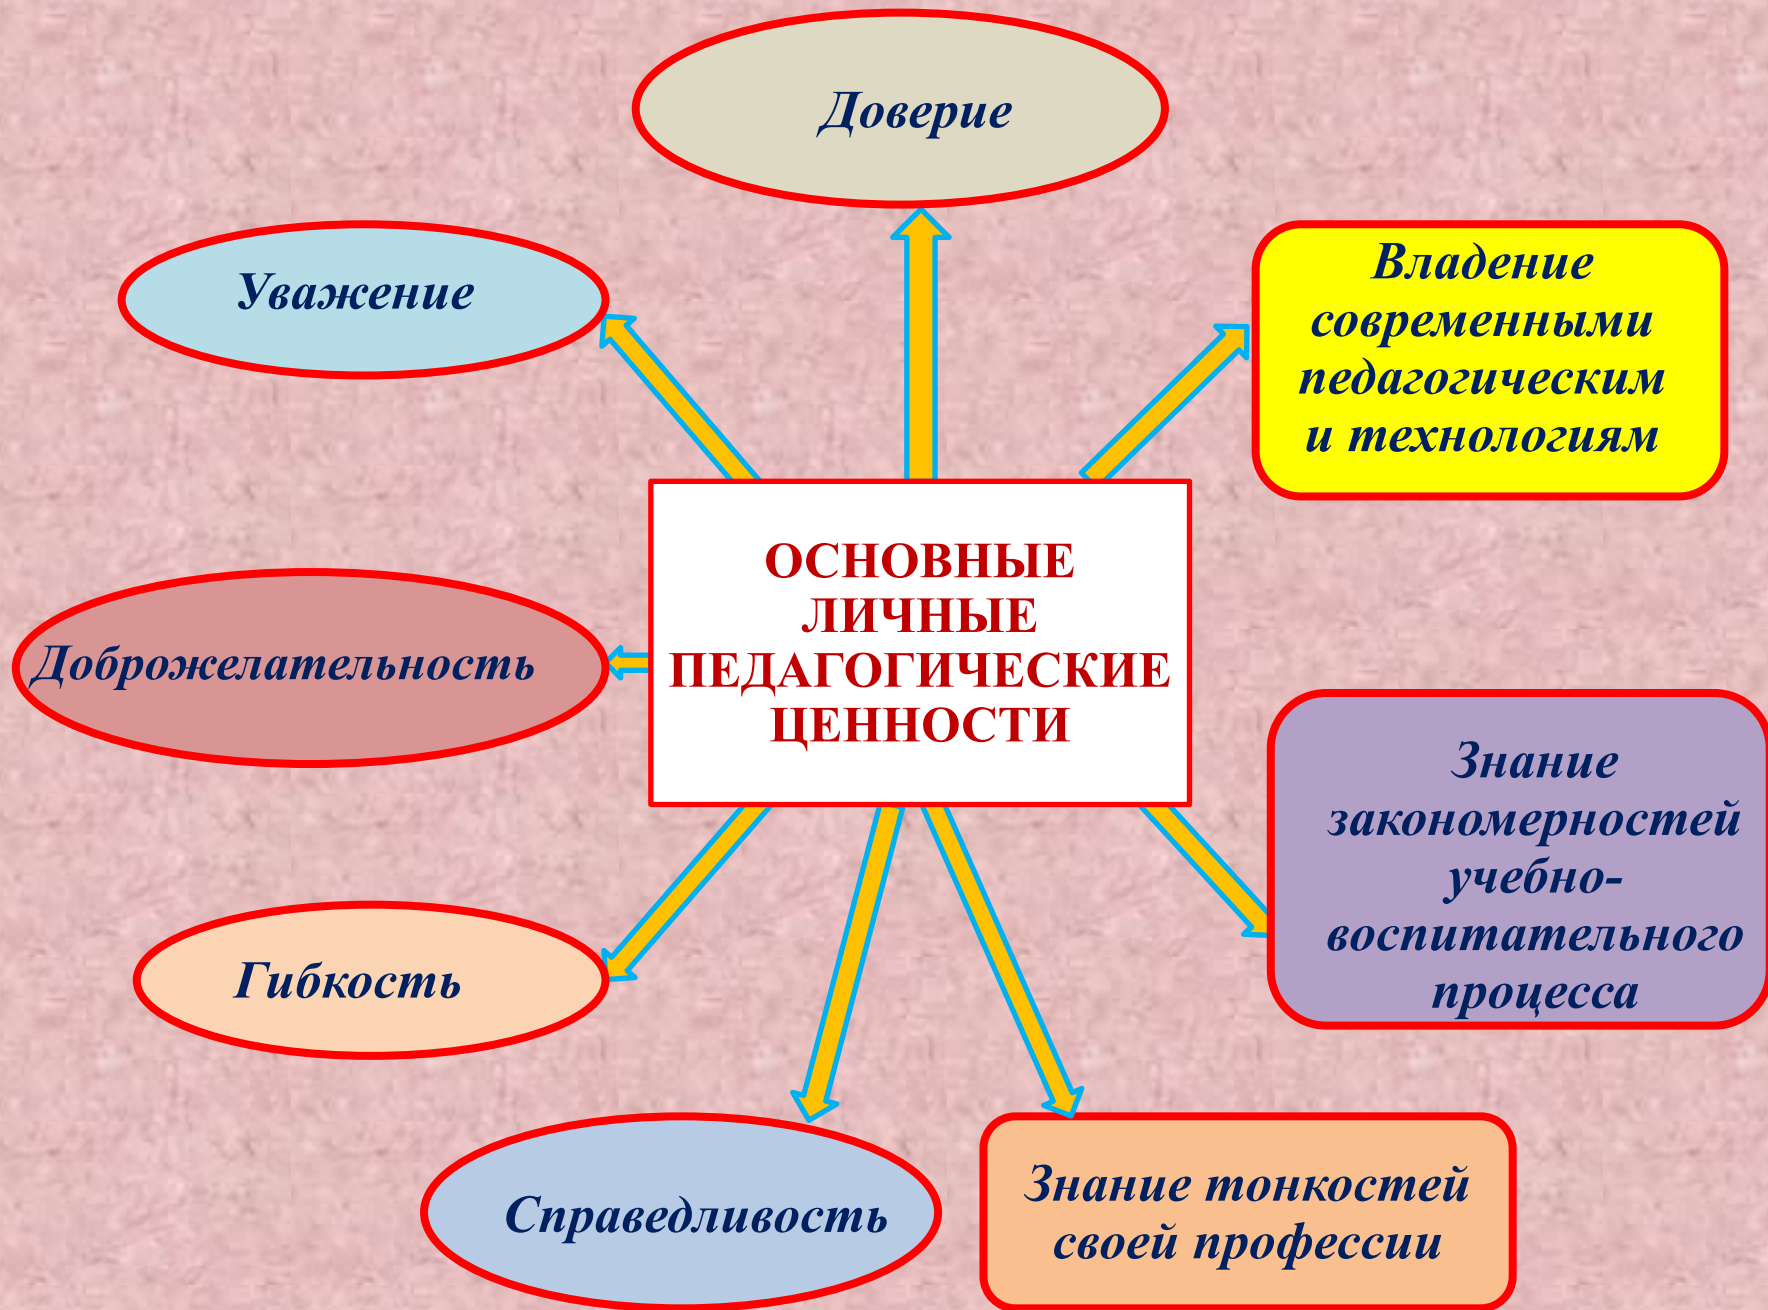 Доверие
Уважение
Владение
современными
педагогическим
и технологиям
ОСНОВНЫЕ
ЛИЧНЫЕ
ПЕДАГОГИЧЕСКИЕ
ЦЕННОСТИ
Доброжелательность
Знание
закономерностей
учебно-
воспитательного
процесса
Гибкость
Справедливость
Знание тонкостей
своей профессии